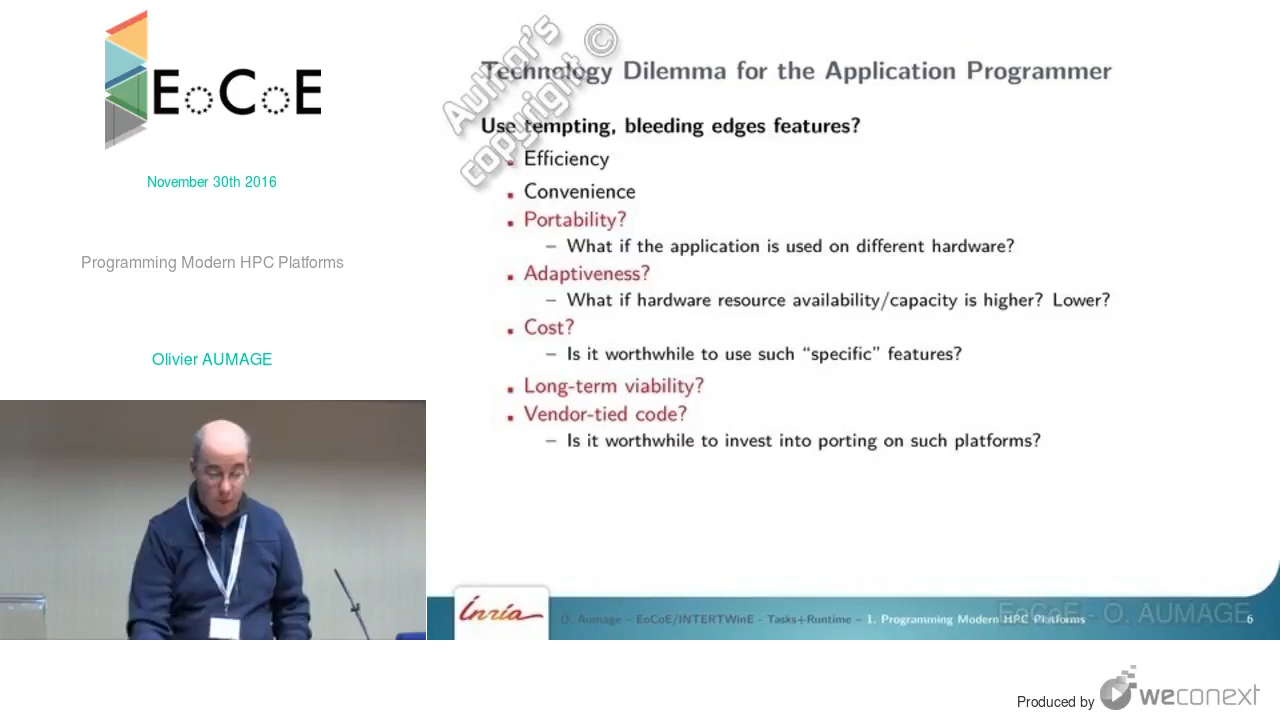 EoCoE
November 30th 2016
Programming Modern HPC Platforms
Olivier AUMAGE
Author's
copyright ©
Technology Dilemma for the Application Programmer
Use tempting, bleeding edges features?
Efficiency
Convenience
Portability?
– What if the application is used on different hardware?
Adaptiveness?
– What if hardware resource availability/capacity is higher? Lower?
Cost?
– Is it worthwhile to use such “specific” features?
Long-term viability?
Vendor-tied code?
– Is it worthwhile to invest into porting on such platforms?
Inria
O. Aumage – EoCoE/INTERTWinE - Tasks+Runtime – 1. Programming Modern HPC Platforms
EoCoE - O. AUMAGE
6
Produced by weconext